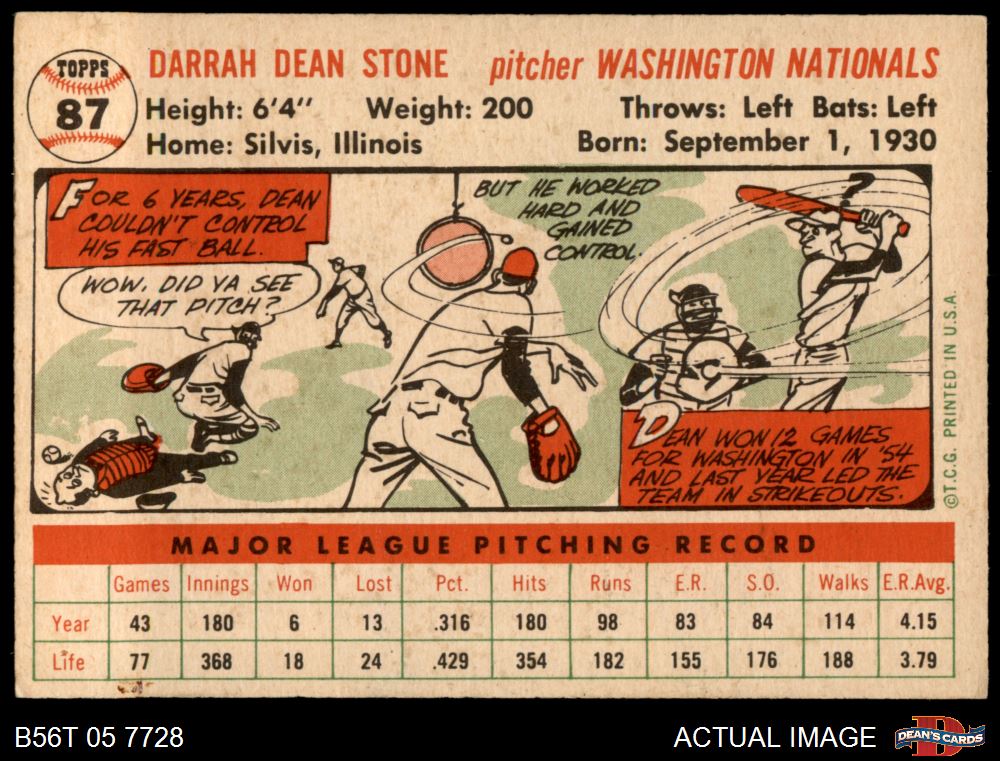 TOPPS
87
DARRAH DEAN STONE pitcher WASHINGTON NATIONALS
Height: 6'4" Weight: 200 Throws: Left Bats: Left
Home: Silvis, Illinois Born: September 1, 1930
FOR 6 YEARS, DEAN
COULDN'T CONTROL
HIS FAST BALL.
WOW. DID YA SEE
THAT PITCH?
BUT HE WORKED
HARD AND
GAINED
CONTROL.
?
DEAN WON 12 GAMES
FOR WASHINGTON IN '54
AND LAST YEAR LED THE
TEAM IN STRIKEOUTS.
©T.C.G. PRINTED IN U.S.A.
MAJOR LEAGUE PITCHING RECORD
Games Innings Won Lost Pct. Hits Runs E.R. S.O. Walks E.R.Avg.
Year 43 180 6 13 .316 180 98 83 84 114 4.15
Life 77 368 18 24 .429 354 182 155 176 188 3.79
B56T 05 7728 ACTUAL IMAGE
D
DEAN'S CARDS